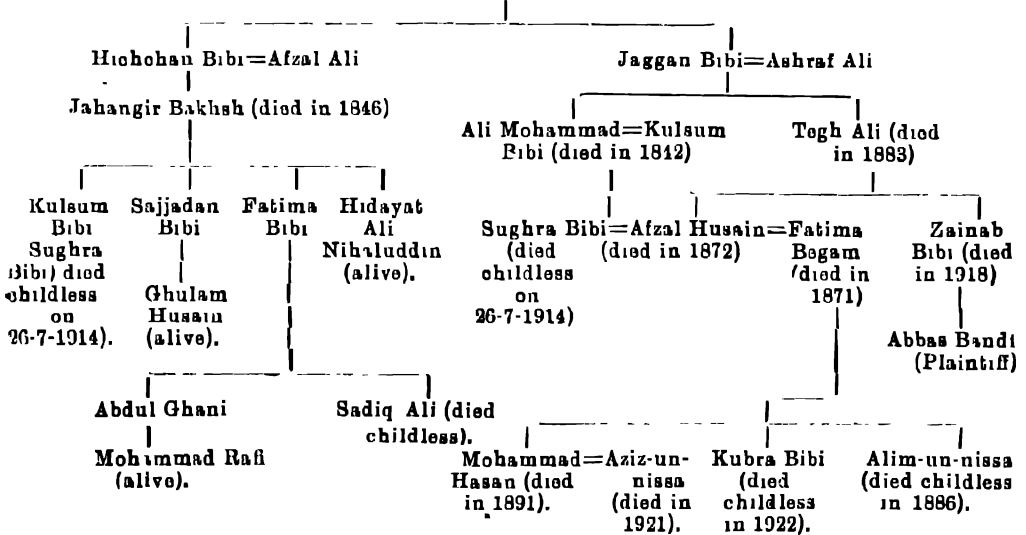 Hichohan Bibi=Afzal Ali
Jaggan Bibi=Ashraf Ali
Jahangir Bakhsh (died in 1846)
Ali Mohammad=Kulsum
Bibi (died in 1842)
Tegh Ali (died
in 1883)
Kulsum
Bibi
Sughra
Bibi) died
childless
on
26-7-1914).
Sajjadan
Bibi
Ghulam
Husain
(alive).
Fatima
Bibi
Hidayat
Ali
Nihaluddin
(alive).
Sughra Bibi=Afzal Husain=Fatima
(died
childless
on
26-7-1914)
(died in 1872)
Begam
(died in
1871)
Zainab
Bibi (died
in 1918)
Abbas Bandi
(Plaintiff)
Abdul Ghani
Sadiq Ali (died
childless).
Mohammad Rafi
(alive).
Mohammad=Aziz-un-
Hasan (died
in 1891).
nissa
(died in
1921).
Kubra Bibi
(died
childless
in 1922).
Alim-un-nissa
(died childless
in 1886).